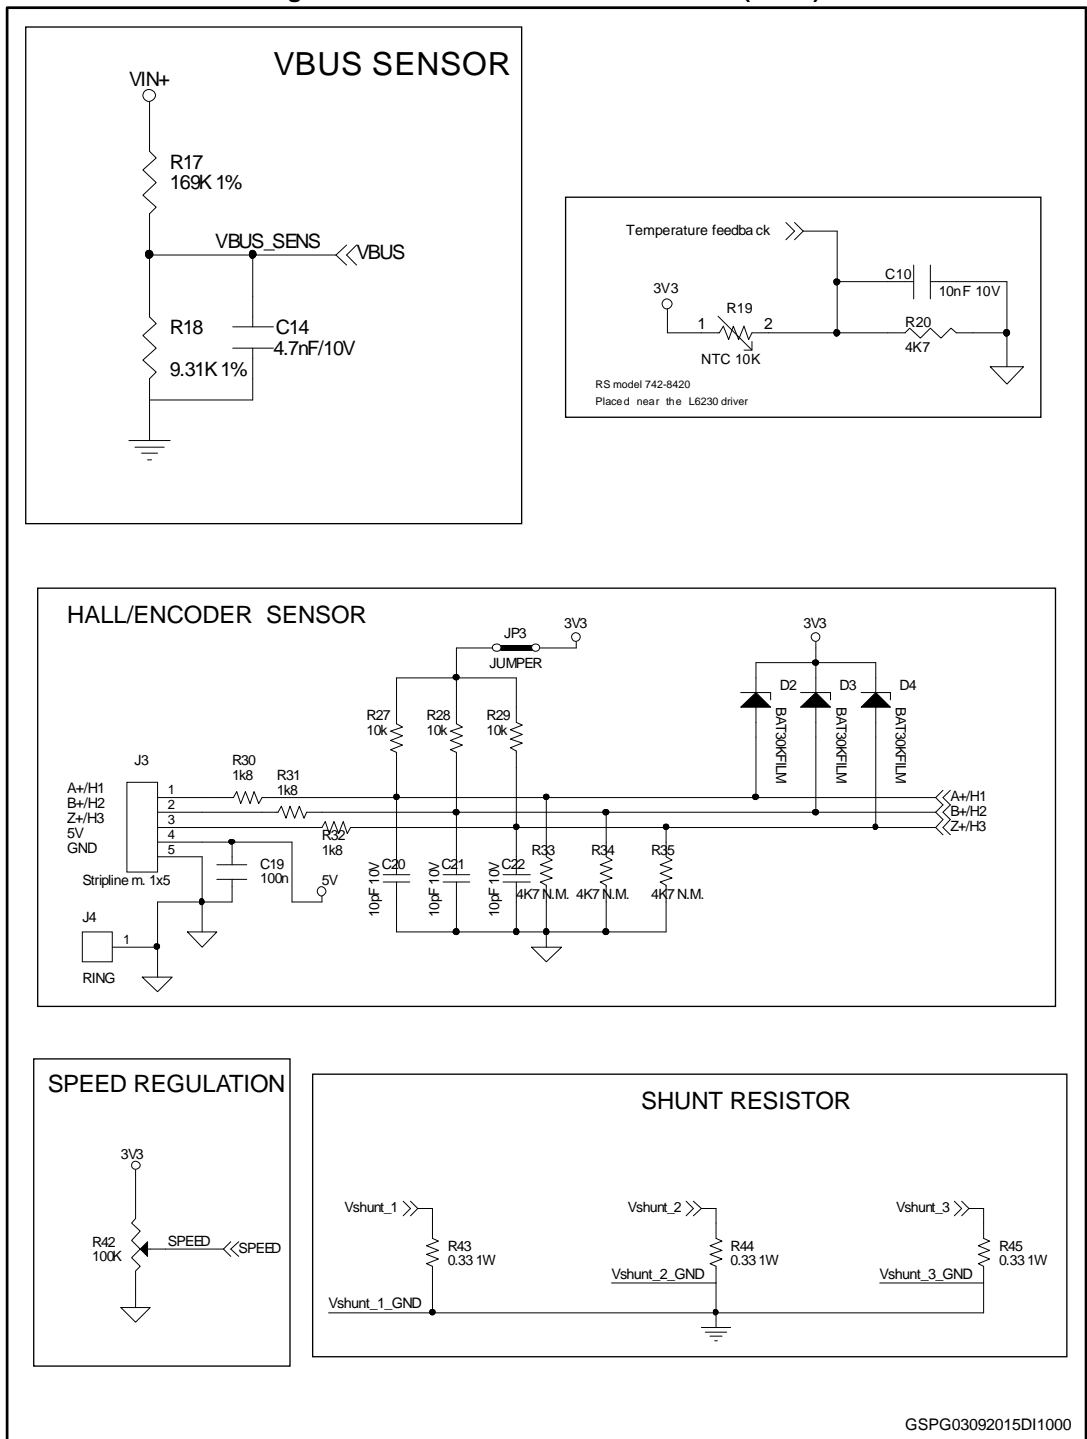 VBUS SENSOR
VIN+
R17
169K 1%
VBUS_SENS
VBUS
R18
9.31K 1%
C14
4.7nF/10V
Temperature feedback
C10
10nF 10V
3V3
R19
1
2
NTC 10K
R20
4K7
RS model 742-8420
Placed near the L6230 driver
HALL/ENCODER SENSOR
JP3
JUMPER
3V3
3V3
D2
D3
D4
BAT30KFILM
BAT30KFILM
BAT30KFILM
R27
10k
R28
10k
R29
10k
J3
A+/H1
B+/H2
Z+/H3
5V
GND
1
2
3
4
5
Stripline m. 1x5
R30
1k8
R31
1k8
R32
1k8
A+/H1
B+/H2
Z+/H3
C19
100n
5V
C20
10pF 10V
C21
10pF 10V
C22
10pF 10V
R33
4K7 N.M.
R34
4K7 N.M.
R35
4K7 N.M.
J4
1
RING
SPEED REGULATION
3V3
R42
100K
SPEED
SPEED
SHUNT RESISTOR
Vshunt_1
R43
0.33 1W
Vshunt_1_GND
Vshunt_2
R44
0.33 1W
Vshunt_2_GND
Vshunt_3
R45
0.33 1W
Vshunt_3_GND
GSPG03092015DI1000